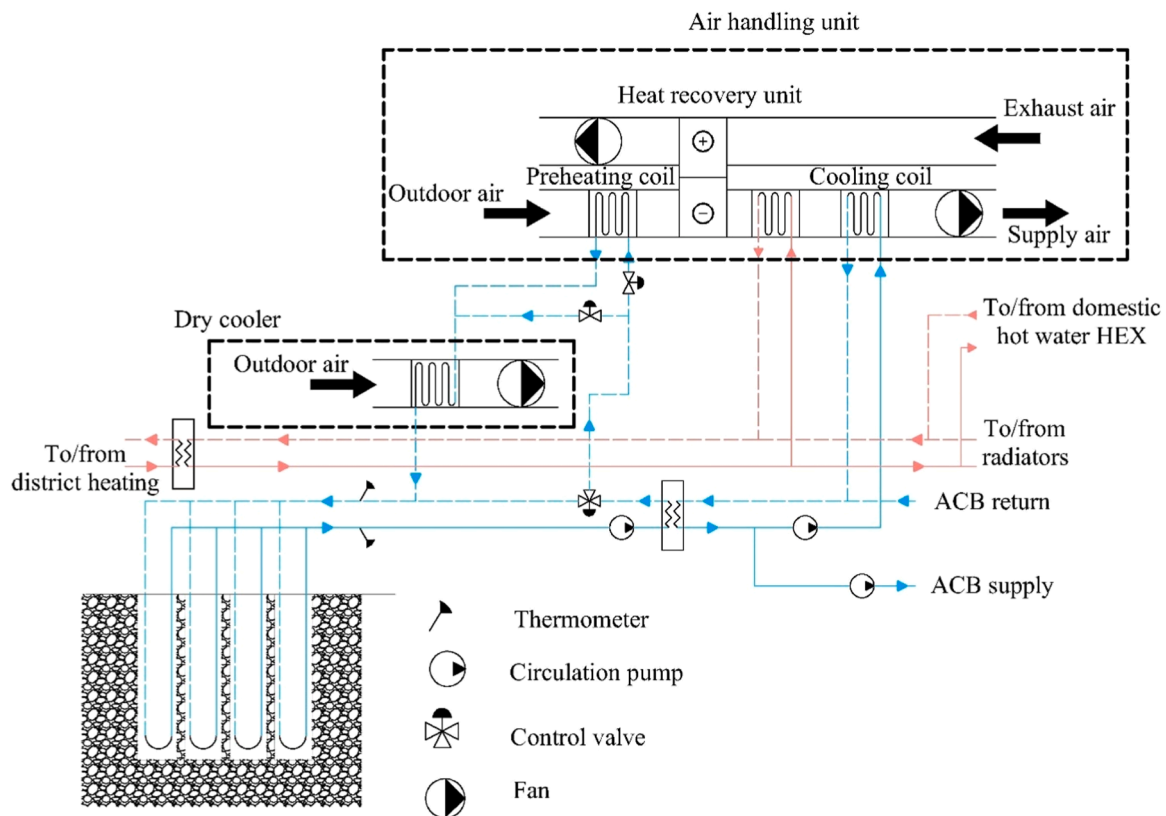 Air handling unit
Heat recovery unit
Exhaust air
Preheating coil
Cooling coil
Outdoor air
Supply air
+
−
Dry cooler
Outdoor air
To/from domestic
hot water HEX
To/from
district heating
To/from
radiators
ACB return
ACB supply
Thermometer
Circulation pump
Control valve
Fan